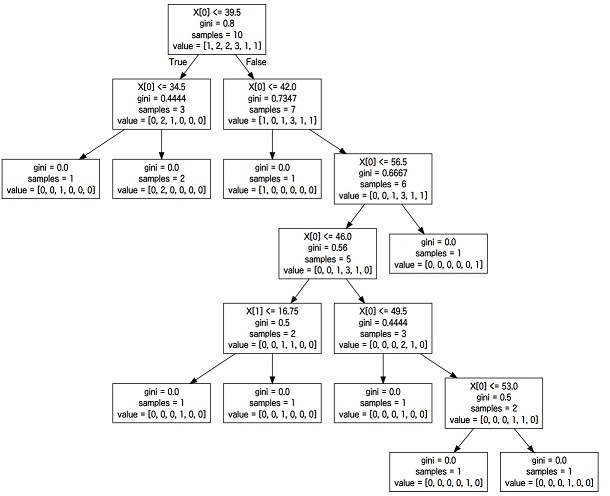 X[0] <= 39.5
gini = 0.8
samples = 10
value = [1, 2, 2, 3, 1, 1]
True
False
X[0] <= 34.5
gini = 0.4444
samples = 3
value = [0, 2, 1, 0, 0, 0]
X[0] <= 42.0
gini = 0.7347
samples = 7
value = [1, 0, 1, 3, 1, 1]
gini = 0.0
samples = 1
value = [0, 0, 1, 0, 0, 0]
gini = 0.0
samples = 2
value = [0, 2, 0, 0, 0, 0]
gini = 0.0
samples = 1
value = [1, 0, 0, 0, 0, 0]
X[0] <= 56.5
gini = 0.6667
samples = 6
value = [0, 0, 1, 3, 1, 1]
X[0] <= 46.0
gini = 0.56
samples = 5
value = [0, 0, 1, 3, 1, 0]
gini = 0.0
samples = 1
value = [0, 0, 0, 0, 0, 1]
X[1] <= 16.75
gini = 0.5
samples = 2
value = [0, 0, 1, 1, 0, 0]
X[0] <= 49.5
gini = 0.4444
samples = 3
value = [0, 0, 0, 2, 1, 0]
gini = 0.0
samples = 1
value = [0, 0, 0, 1, 0, 0]
gini = 0.0
samples = 1
value = [0, 0, 1, 0, 0, 0]
gini = 0.0
samples = 1
value = [0, 0, 0, 1, 0, 0]
X[0] <= 53.0
gini = 0.5
samples = 2
value = [0, 0, 0, 1, 1, 0]
gini = 0.0
samples = 1
value = [0, 0, 0, 0, 1, 0]
gini = 0.0
samples = 1
value = [0, 0, 0, 1, 0, 0]